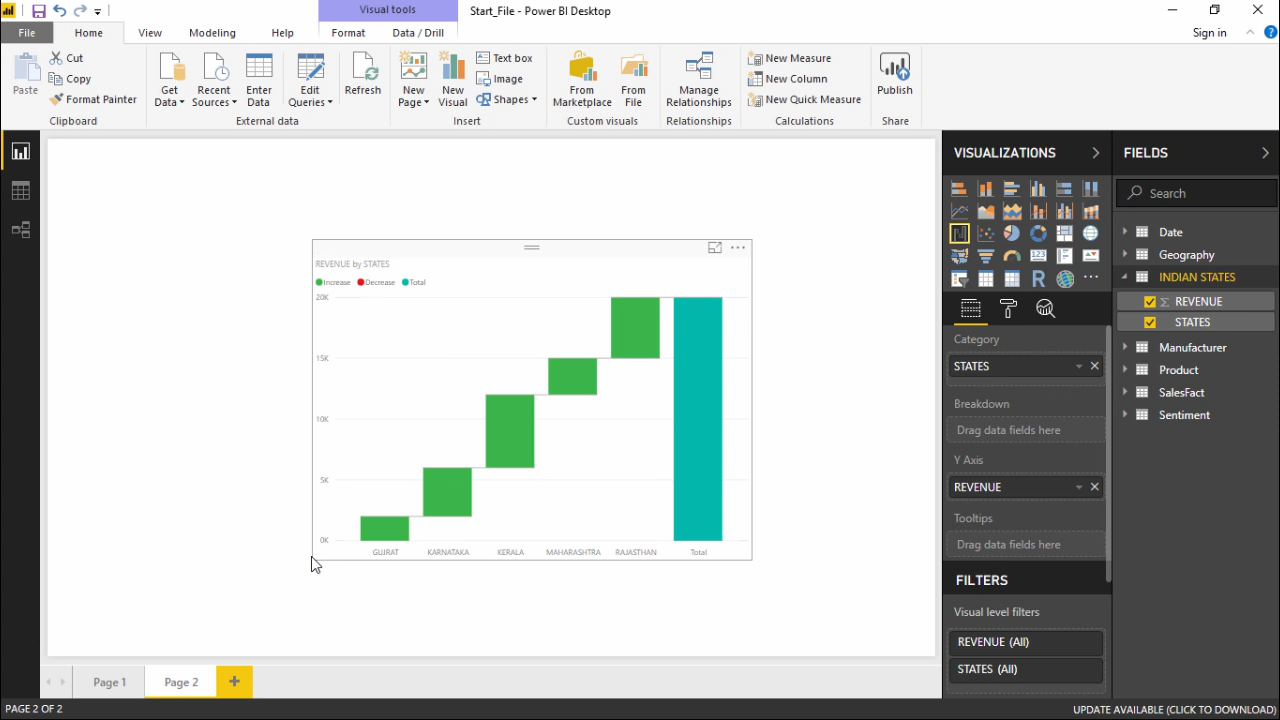 Visual tools
Start_File - Power BI Desktop
File
Home
View
Modeling
Help
Format
Data / Drill
Sign in
Paste
Cut
Copy
Format Painter
Clipboard
Get Data
Recent Sources
Enter Data
Edit Queries
Refresh
External data
New Page
New Visual
Text box
Image
Shapes
Insert
From Marketplace
From File
Custom visuals
Manage Relationships
Relationships
New Measure
New Column
New Quick Measure
Calculations
Publish
Share
REVENUE by STATES
Increase
Decrease
Total
20K
15K
10K
5K
0K
GUJRAT
KARNATAKA
KERALA
MAHARASHTRA
RAJASTHAN
Total
VISUALIZATIONS
123
R
Category
STATES
Breakdown
Drag data fields here
Y Axis
REVENUE
Tooltips
Drag data fields here
FILTERS
Visual level filters
REVENUE (All)
STATES (All)
FIELDS
Search
Date
Geography
INDIAN STATES
REVENUE
STATES
Manufacturer
Product
SalesFact
Sentiment
Page 1
Page 2
PAGE 2 OF 2
UPDATE AVAILABLE (CLICK TO DOWNLOAD)